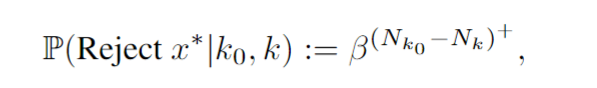 ℙ(Reject x*|k₀, k) := β^{(N_{k₀} − N_k)⁺},